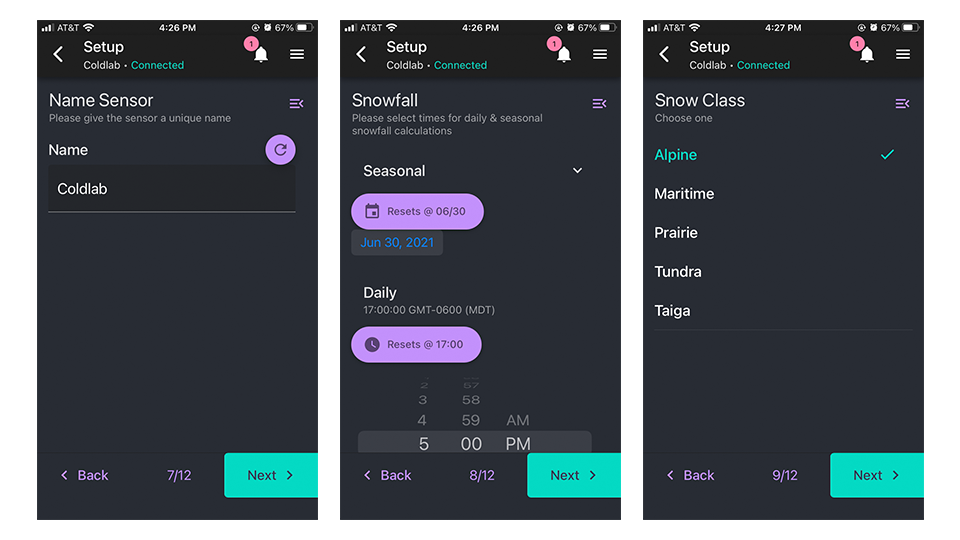 AT&T 4:26 PM 67%
Setup
1
Coldlab • Connected
Name Sensor
Please give the sensor a unique name
Name
Coldlab
Back 7/12 Next
AT&T 4:26 PM 67%
Setup
1
Coldlab • Connected
Snowfall
Please select times for daily & seasonal
snowfall calculations
Seasonal
Resets @ 06/30
Jun 30, 2021
Daily
17:00:00 GMT-0600 (MDT)
Resets @ 17:00
2 57
3 58
4 59 AM
5 00 PM
Back 8/12 Next
AT&T 4:27 PM 67%
Setup
1
Coldlab • Connected
Snow Class
Choose one
Alpine
Maritime
Prairie
Tundra
Taiga
Back 9/12 Next